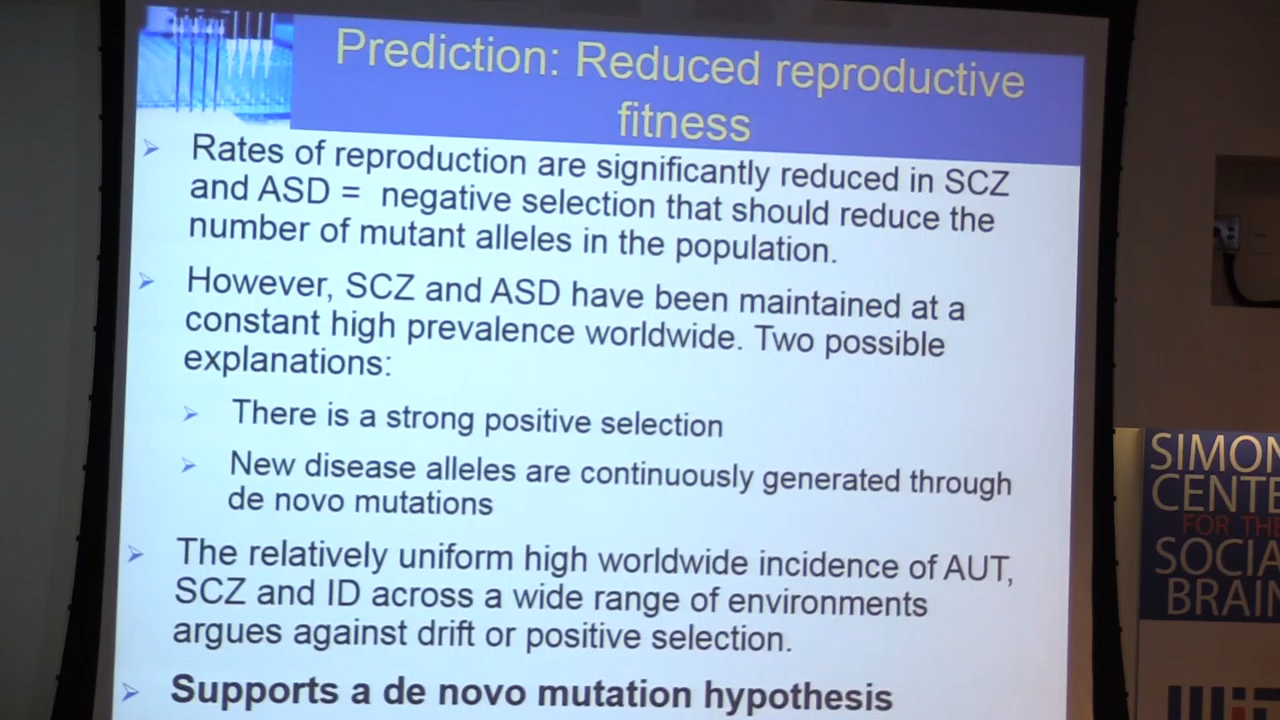 Prediction: Reduced reproductive
fitness
Rates of reproduction are significantly reduced in SCZ
and ASD = negative selection that should reduce the
number of mutant alleles in the population.
However, SCZ and ASD have been maintained at a
constant high prevalence worldwide. Two possible
explanations:
There is a strong positive selection
New disease alleles are continuously generated through
de novo mutations
The relatively uniform high worldwide incidence of AUT,
SCZ and ID across a wide range of environments
argues against drift or positive selection.
Supports a de novo mutation hypothesis
SIMON
CENTE
FOR TH
SOCIA
BRAIN